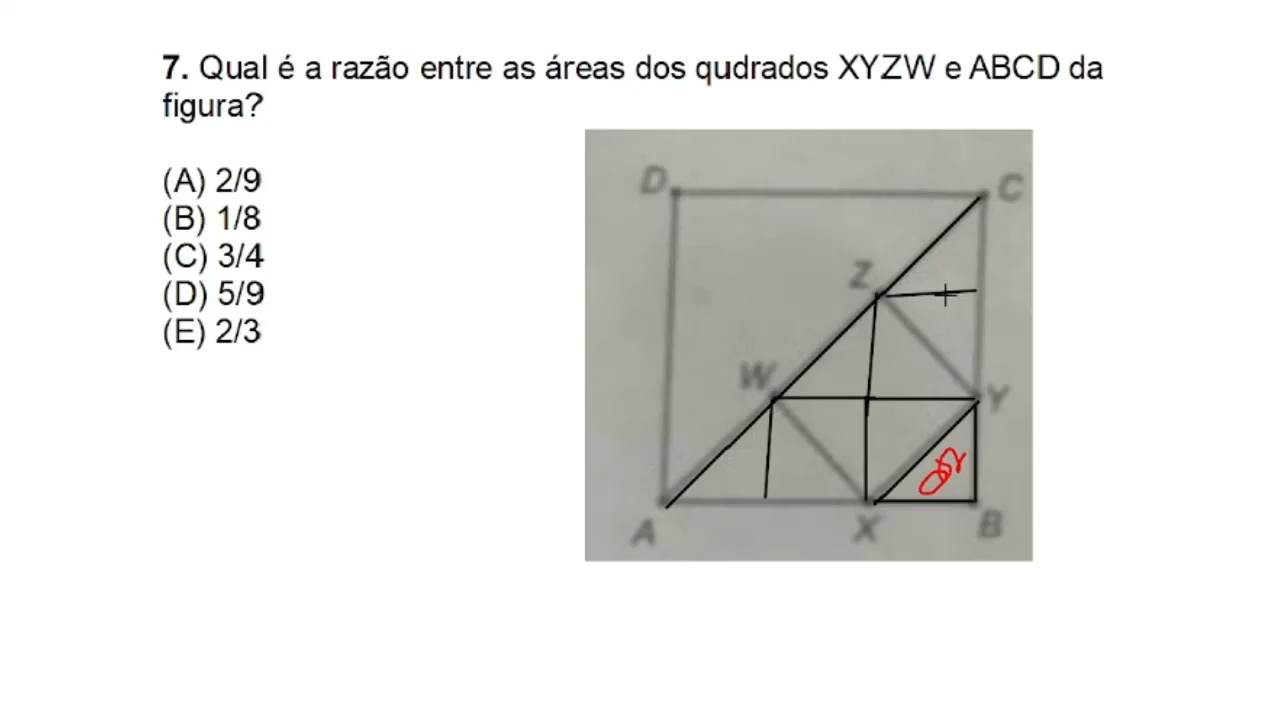 7. Qual é a razão entre as áreas dos qudrados XYZW e ABCD da
figura?
(A) 2/9
(B) 1/8
(C) 3/4
(D) 5/9
(E) 2/3
D
C
Z
W
Y
A
X
B